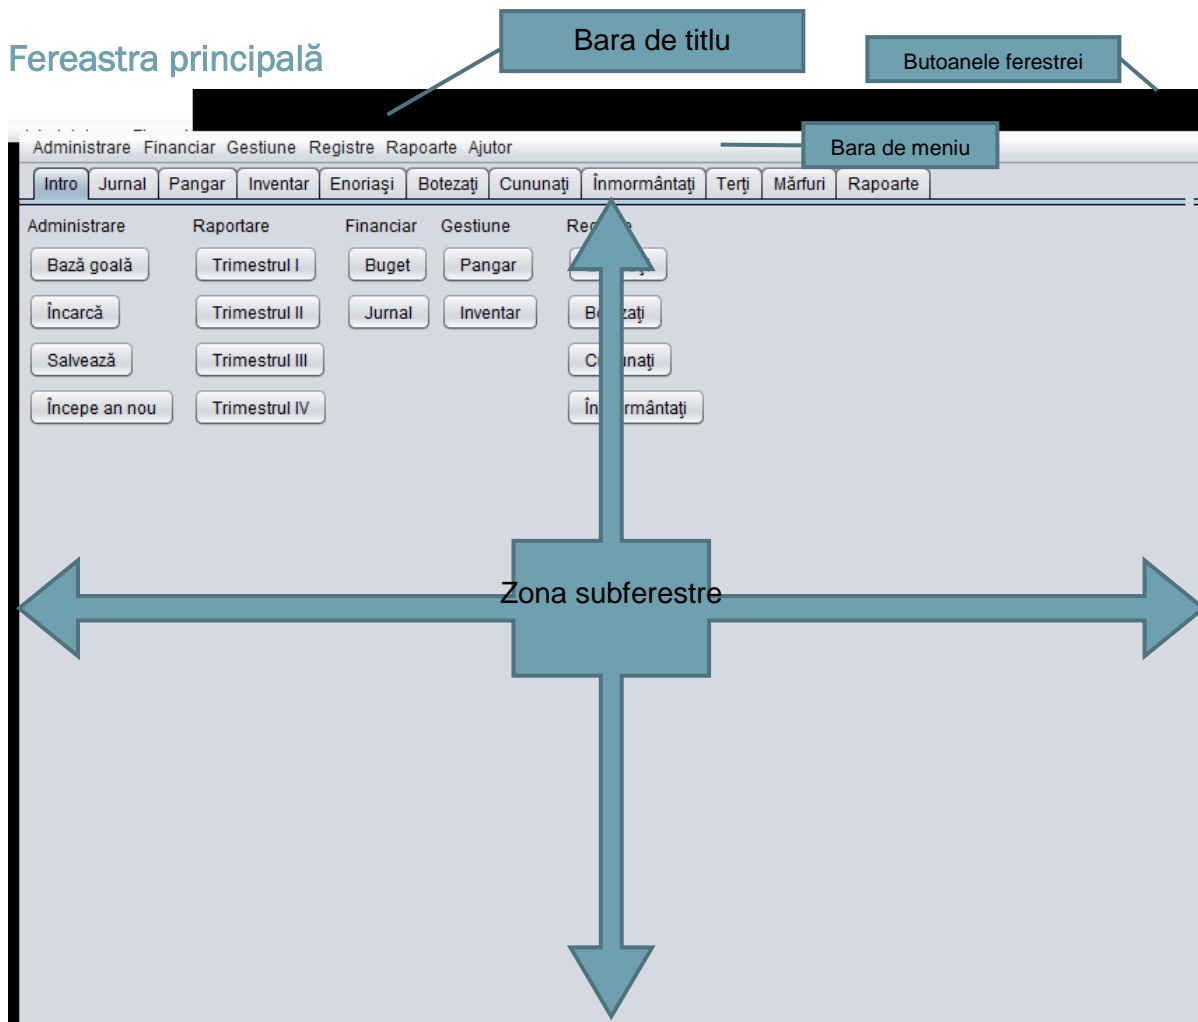 Bara de titlu
Fereastra principală
Butoanele ferestrei
Administrare Financiar Gestiune Registre Rapoarte Ajutor
Bara de meniu
Intro Jurnal Pangar Inventar Enoriaşi Botezaţi Cununaţi Înmormântaţi Terţi Mărfuri Rapoarte
Administrare Raportare Financiar Gestiune
Bază goală Trimestrul I Buget Pangar
Încarcă Trimestrul II Jurnal Inventar
Salvează Trimestrul III
Începe an nou Trimestrul IV
Zona subferestre